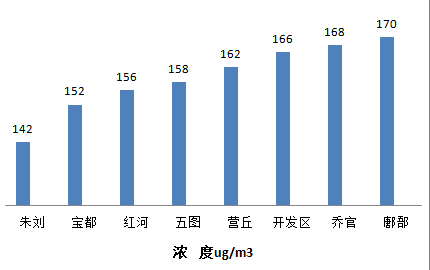 142 152 156 158 162 166 168 170
朱刘 宝都 红河 五图 营丘 开发区 乔官 鄌郚
浓 度ug/m3